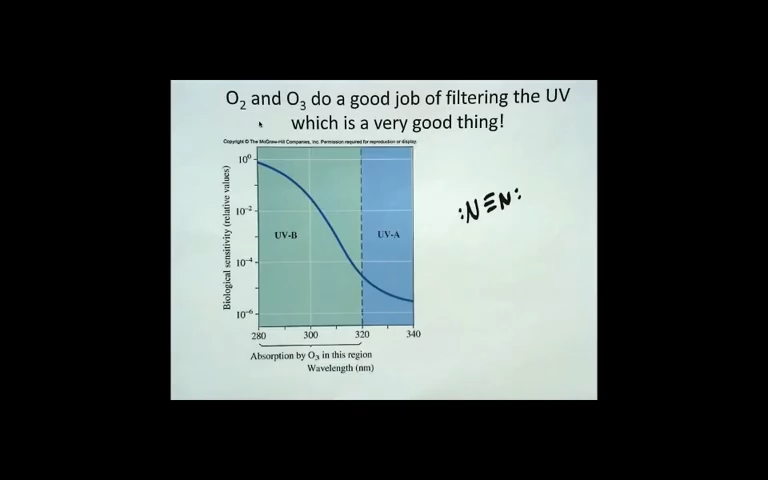 O₂ and O₃ do a good job of filtering the UV
which is a very good thing!
Copyright © The McGraw-Hill Companies, Inc. Permission required for reproduction or display.
10⁰
10⁻²
10⁻⁴
10⁻⁶
Biological sensitivity (relative values)
UV-B
UV-A
:N≡N:
280
300
320
340
Absorption by O₃ in this region
Wavelength (nm)